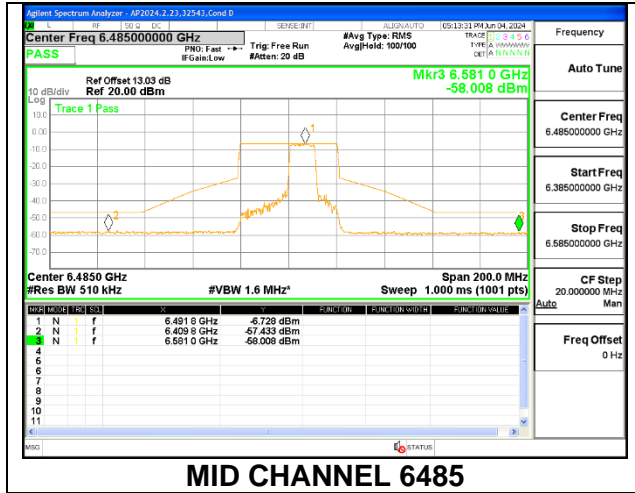 Agilent Spectrum Analyzer - AP2024.2.23,32543,Cond D
L RF 50 Ω DC SENSE:INT ALIGN AUTO 05:13:31 PM Jun 04, 2024
Center Freq 6.485000000 GHz #Avg Type: RMS TRACE 1 2 3 4 5 6
PASS PNO: Fast Trig: Free Run Avg|Hold: 100/100 TYPE A WWWWW
IFGain:Low #Atten: 20 dB DET A N N N N N
Ref Offset 13.03 dB Mkr3 6.581 0 GHz
10 dB/div Ref 20.00 dBm -58.008 dBm
Log
Trace 1 Pass
10.0
0.00
-10.0
-20.0
-30.0
-40.0
-50.0
-60.0
-70.0
1
2
3
Center 6.4850 GHz Span 200.0 MHz
#Res BW 510 kHz #VBW 1.6 MHz* Sweep 1.000 ms (1001 pts)
MKR MODE TRC SCL X Y FUNCTION FUNCTION WIDTH FUNCTION VALUE
1 N 1 f 6.491 8 GHz -6.728 dBm
2 N 1 f 6.409 8 GHz -57.433 dBm
3 N 1 f 6.581 0 GHz -58.008 dBm
4
5
6
7
8
9
10
11
MSG STATUS
Frequency
Auto Tune
Center Freq
6.485000000 GHz
Start Freq
6.385000000 GHz
Stop Freq
6.585000000 GHz
CF Step
20.000000 MHz
Auto Man
Freq Offset
0 Hz
MID CHANNEL 6485